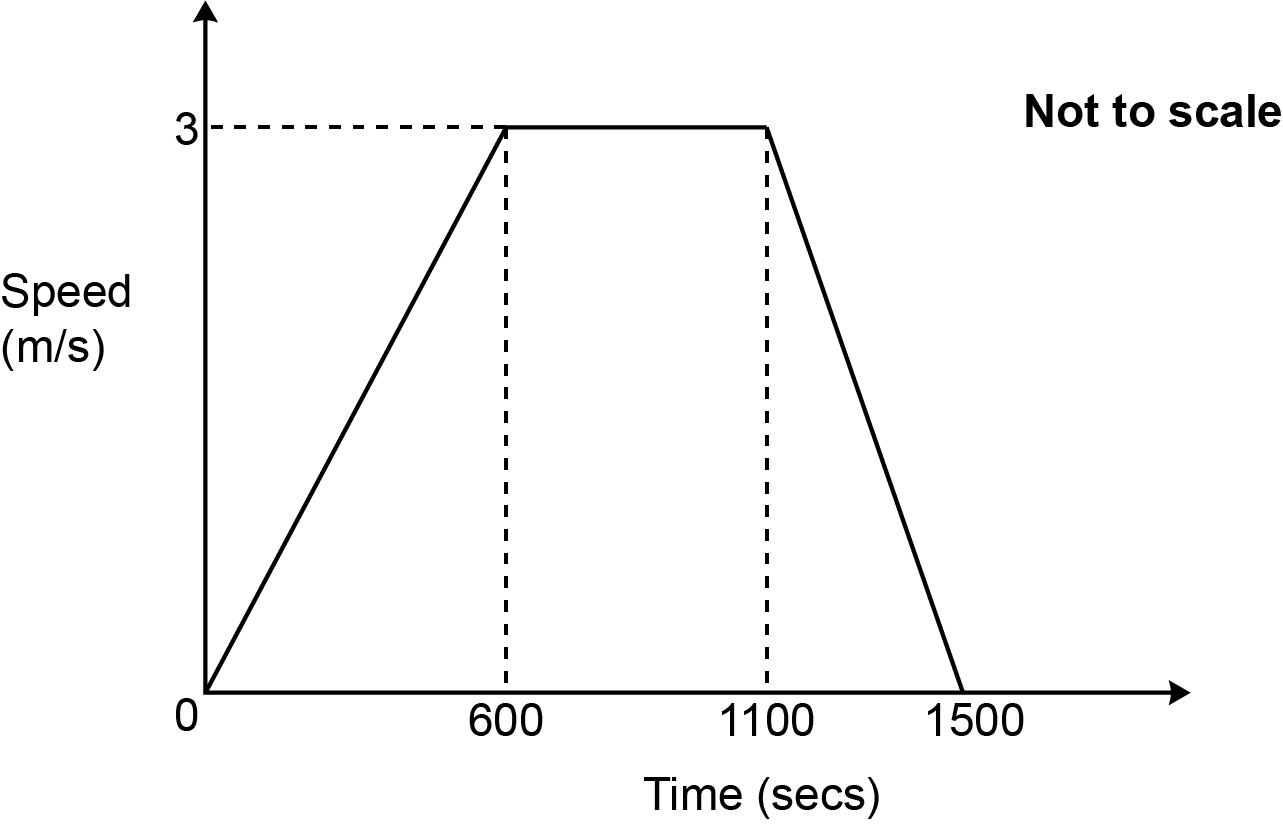 Not to scale
3
Speed
(m/s)
0
600
1100
1500
Time (secs)